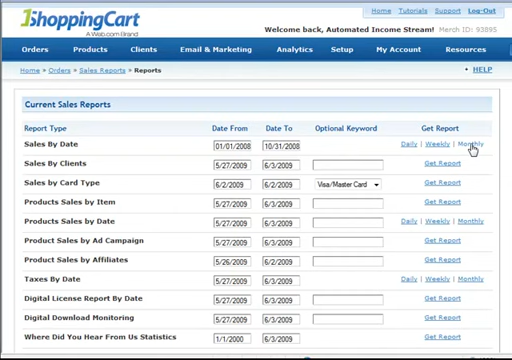 Home Tutorials Support Log-Out
1ShoppingCart
A Web.com Brand
Welcome back, Automated Income Stream! Merch ID: 93895
Orders Products Clients Email & Marketing Analytics Setup My Account Resources
Home > Orders > Sales Reports > Reports • HELP
Current Sales Reports
Report Type Date From Date To Optional Keyword Get Report
Sales By Date 01/01/2008 10/31/2008 Daily | Weekly | Monthly
Sales By Clients 5/27/2009 6/3/2009 Get Report
Sales by Card Type 6/2/2009 6/2/2009 Visa/Master Card Get Report
Products Sales by Item 5/27/2009 6/3/2009 Get Report
Products Sales by Date 5/27/2009 6/3/2009 Daily | Weekly | Monthly
Product Sales by Ad Campaign 5/27/2009 6/3/2009 Get Report
Product Sales by Affiliates 5/26/2009 6/2/2009 Get Report
Taxes By Date 5/27/2009 6/3/2009 Daily | Weekly | Monthly
Digital License Report By Date 5/27/2009 6/3/2009 Get Report
Digital Download Monitoring 5/27/2009 6/3/2009 Get Report
Where Did You Hear From Us Statistics 1/1/2000 6/3/2009 Get Report